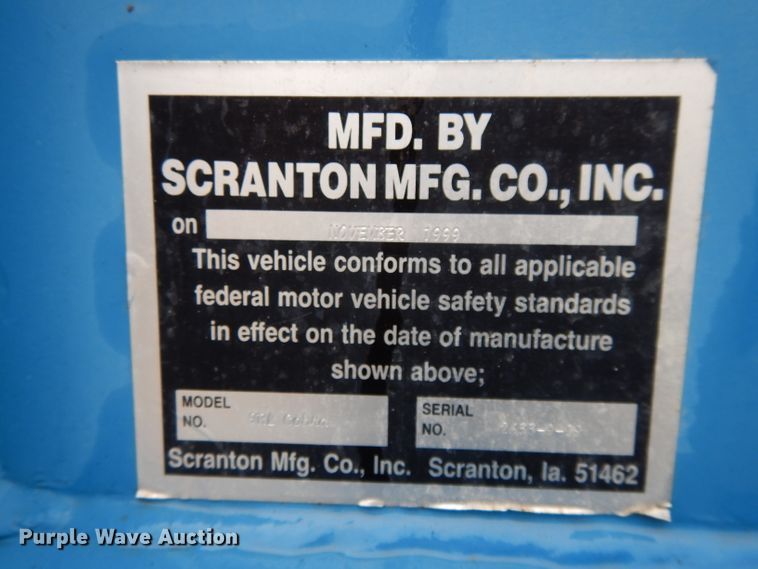 MFD. BY
SCRANTON MFG. CO., INC.
on NOVEMBER 1999
This vehicle conforms to all applicable
federal motor vehicle safety standards
in effect on the date of manufacture
shown above;
MODEL
NO.
SERIAL
NO.
Scranton Mfg. Co., Inc. Scranton, Ia. 51462
Purple Wave Auction